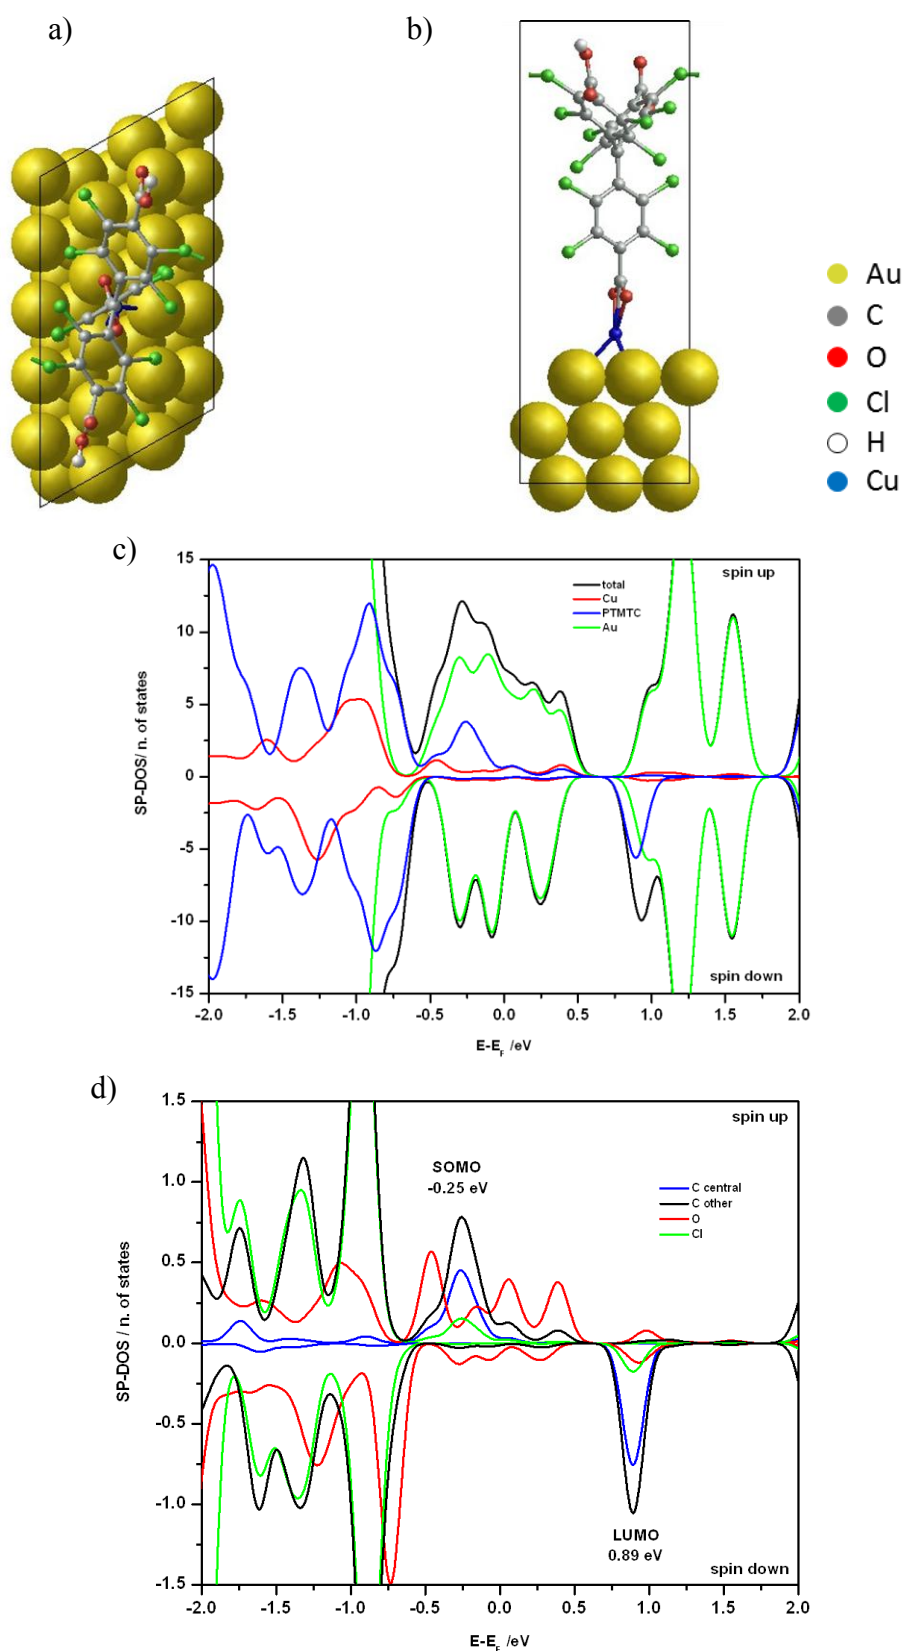 a)
b)
Au
C
O
Cl
H
Cu
c)
15
10
5
0
-5
-10
-15
SP-DOS/ n. of states
spin up
total
Cu
PTMTC
Au
spin down
-2.0 -1.5 -1.0 -0.5 0.0 0.5 1.0 1.5 2.0
E-E_F /eV
d)
1.5
1.0
0.5
0.0
-0.5
-1.0
-1.5
SP-DOS / n. of states
spin up
SOMO
-0.25 eV
C central
C other
O
Cl
LUMO
0.89 eV
spin down
-2.0 -1.5 -1.0 -0.5 0.0 0.5 1.0 1.5 2.0
E-E_F /eV